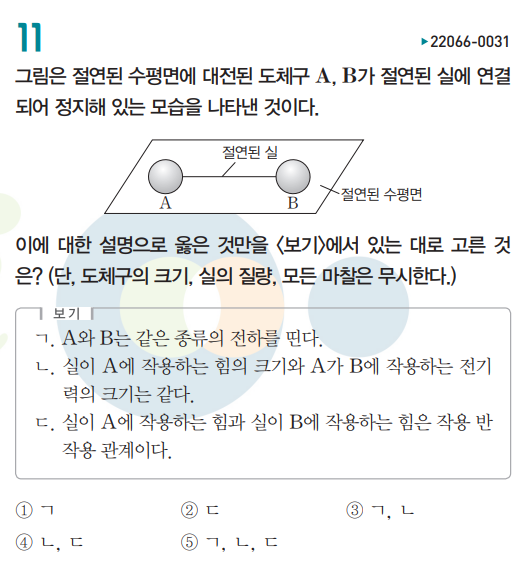 11
▶22066-0031
그림은 절연된 수평면에 대전된 도체구 A, B가 절연된 실에 연결
되어 정지해 있는 모습을 나타낸 것이다.
절연된 실
A
B
절연된 수평면
이에 대한 설명으로 옳은 것만을 〈보기〉에서 있는 대로 고른 것
은? (단, 도체구의 크기, 실의 질량, 모든 마찰은 무시한다.)
보기
ㄱ. A와 B는 같은 종류의 전하를 띤다.
ㄴ. 실이 A에 작용하는 힘의 크기와 A가 B에 작용하는 전기
력의 크기는 같다.
ㄷ. 실이 A에 작용하는 힘과 실이 B에 작용하는 힘은 작용 반
작용 관계이다.
① ㄱ ② ㄷ ③ ㄱ, ㄴ
④ ㄴ, ㄷ ⑤ ㄱ, ㄴ, ㄷ